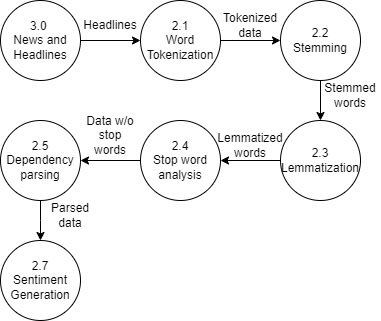 3.0
News and
Headlines
Headlines
2.1
Word
Tokenization
Tokenized
data
2.2
Stemming
Stemmed
words
2.3
Lemmatization
Lemmatized
words
2.4
Stop word
analysis
Data w/o
stop
words
2.5
Dependency
parsing
Parsed
data
2.7
Sentiment
Generation